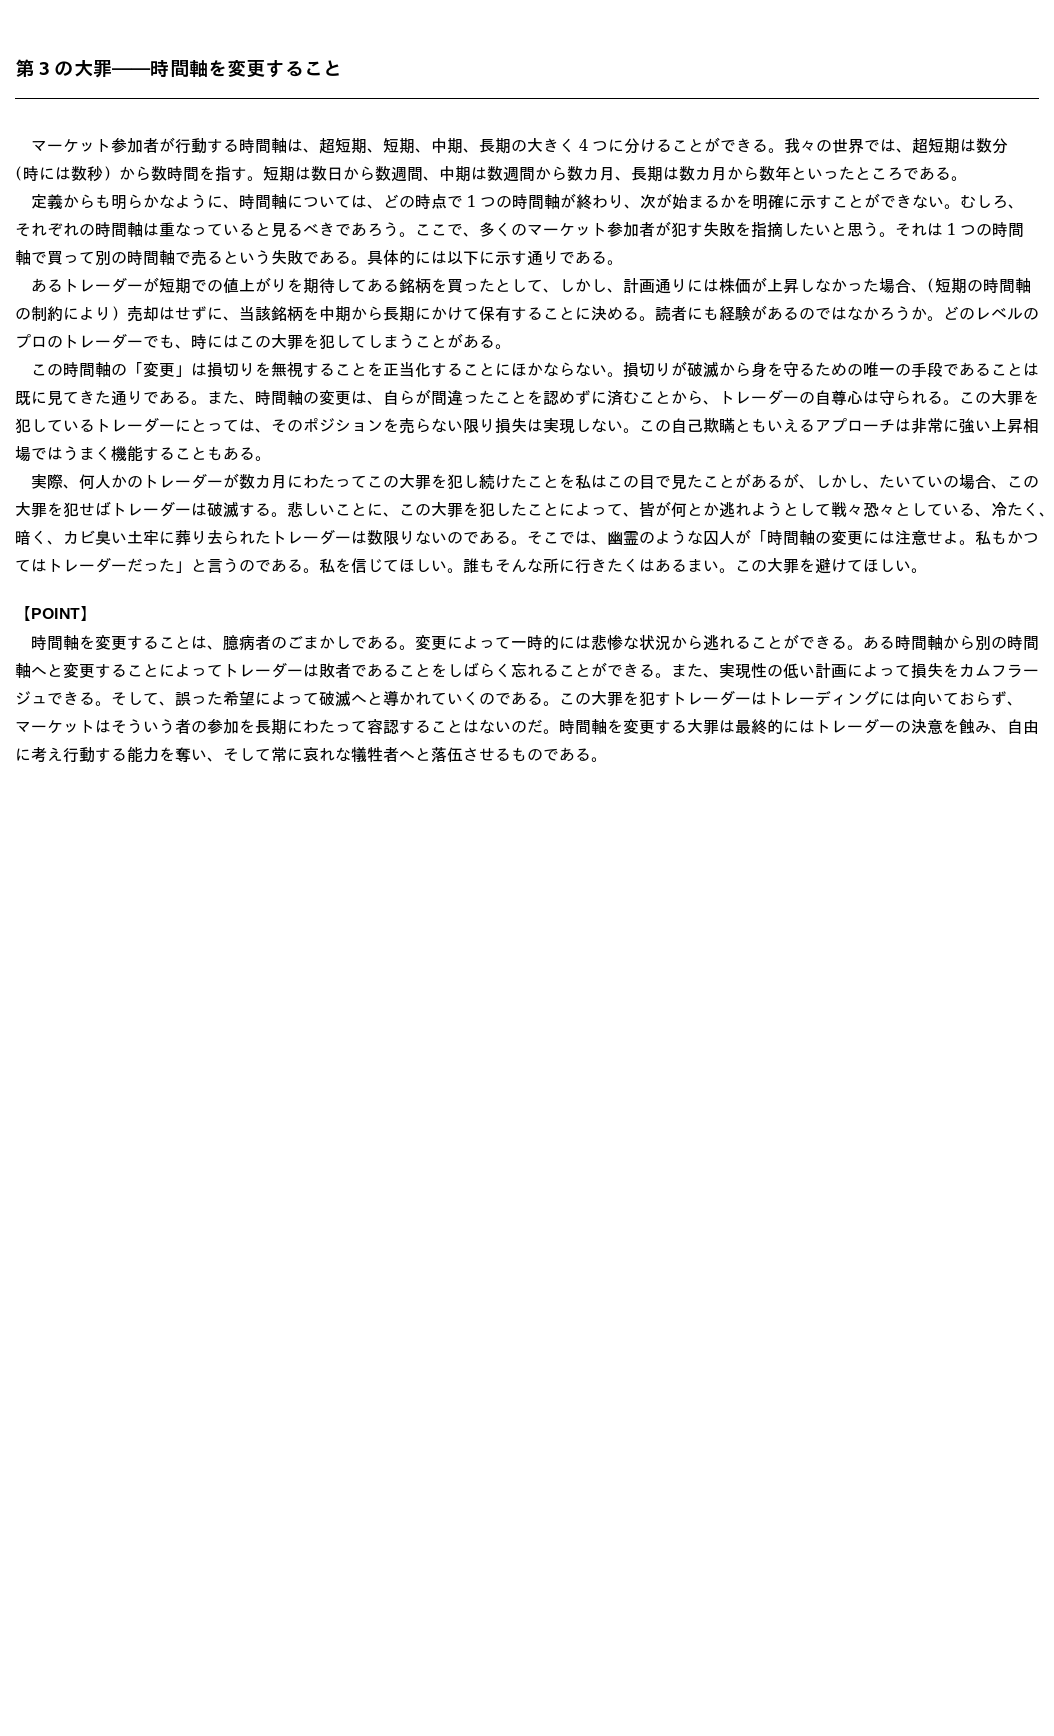 第３の大罪――時間軸を変更すること
　マーケット参加者が行動する時間軸は、超短期、短期、中期、長期の大きく４つに分けることができる。我々の世界では、超短期は数分
(時には数秒）から数時間を指す。短期は数日から数週間、中期は数週間から数カ月、長期は数カ月から数年といったところである。
　定義からも明らかなように、時間軸については、どの時点で１つの時間軸が終わり、次が始まるかを明確に示すことができない。むしろ、
それぞれの時間軸は重なっていると見るべきであろう。ここで、多くのマーケット参加者が犯す失敗を指摘したいと思う。それは１つの時間
軸で買って別の時間軸で売るという失敗である。具体的には以下に示す通りである。
　あるトレーダーが短期での値上がりを期待してある銘柄を買ったとして、しかし、計画通りには株価が上昇しなかった場合、（短期の時間軸
の制約により）売却はせずに、当該銘柄を中期から長期にかけて保有することに決める。読者にも経験があるのではなかろうか。どのレベルの
プロのトレーダーでも、時にはこの大罪を犯してしまうことがある。
　この時間軸の「変更」は損切りを無視することを正当化することにほかならない。損切りが破滅から身を守るための唯一の手段であることは
既に見てきた通りである。また、時間軸の変更は、自らが間違ったことを認めずに済むことから、トレーダーの自尊心は守られる。この大罪を
犯しているトレーダーにとっては、そのポジションを売らない限り損失は実現しない。この自己欺瞞ともいえるアプローチは非常に強い上昇相
場ではうまく機能することもある。
　実際、何人かのトレーダーが数カ月にわたってこの大罪を犯し続けたことを私はこの目で見たことがあるが、しかし、たいていの場合、この
大罪を犯せばトレーダーは破滅する。悲しいことに、この大罪を犯したことによって、皆が何とか逃れようとして戦々恐々としている、冷たく、
暗く、カビ臭い土牢に葬り去られたトレーダーは数限りないのである。そこでは、幽霊のような囚人が「時間軸の変更には注意せよ。私もかつ
てはトレーダーだった」と言うのである。私を信じてほしい。誰もそんな所に行きたくはあるまい。この大罪を避けてほしい。
【POINT】
　時間軸を変更することは、臆病者のごまかしである。変更によって一時的には悲惨な状況から逃れることができる。ある時間軸から別の時間
軸へと変更することによってトレーダーは敗者であることをしばらく忘れることができる。また、実現性の低い計画によって損失をカムフラー
ジュできる。そして、誤った希望によって破滅へと導かれていくのである。この大罪を犯すトレーダーはトレーディングには向いておらず、
マーケットはそういう者の参加を長期にわたって容認することはないのだ。時間軸を変更する大罪は最終的にはトレーダーの決意を蝕み、自由
に考え行動する能力を奪い、そして常に哀れな犠牲者へと落伍させるものである。